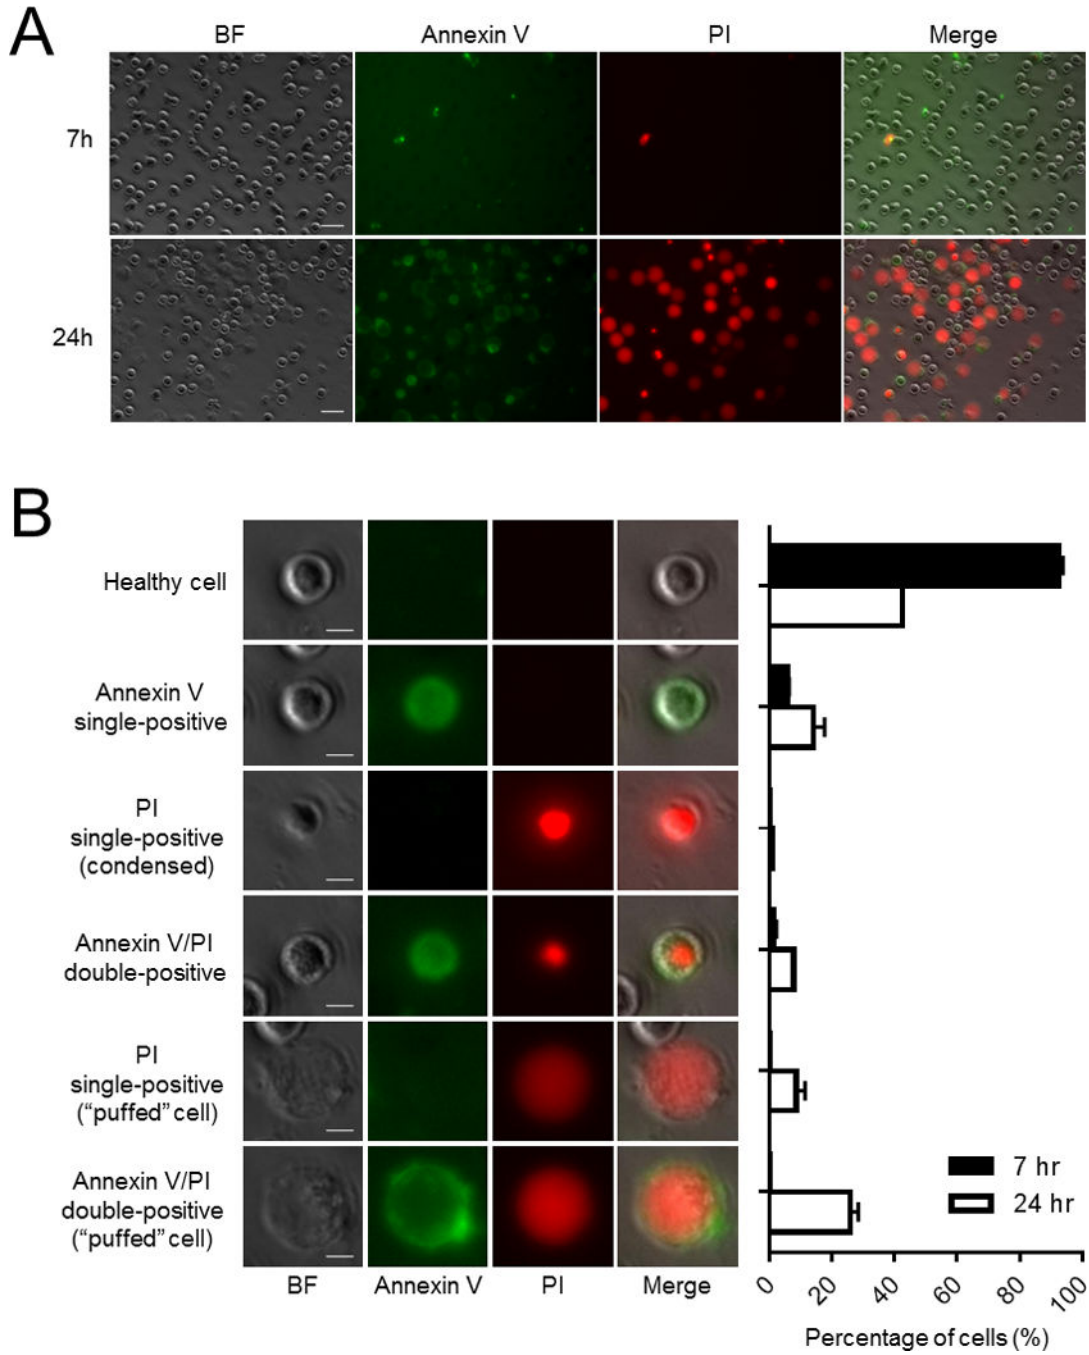 A
BF Annexin V PI Merge
7h
24h
B
Healthy cell
Annexin V
single-positive
PI
single-positive
(condensed)
Annexin V/PI
double-positive
PI
single-positive
(“puffed” cell)
Annexin V/PI
double-positive
(“puffed” cell)
BF Annexin V PI Merge
7 hr
24 hr
0 20 40 60 80 100
Percentage of cells (%)